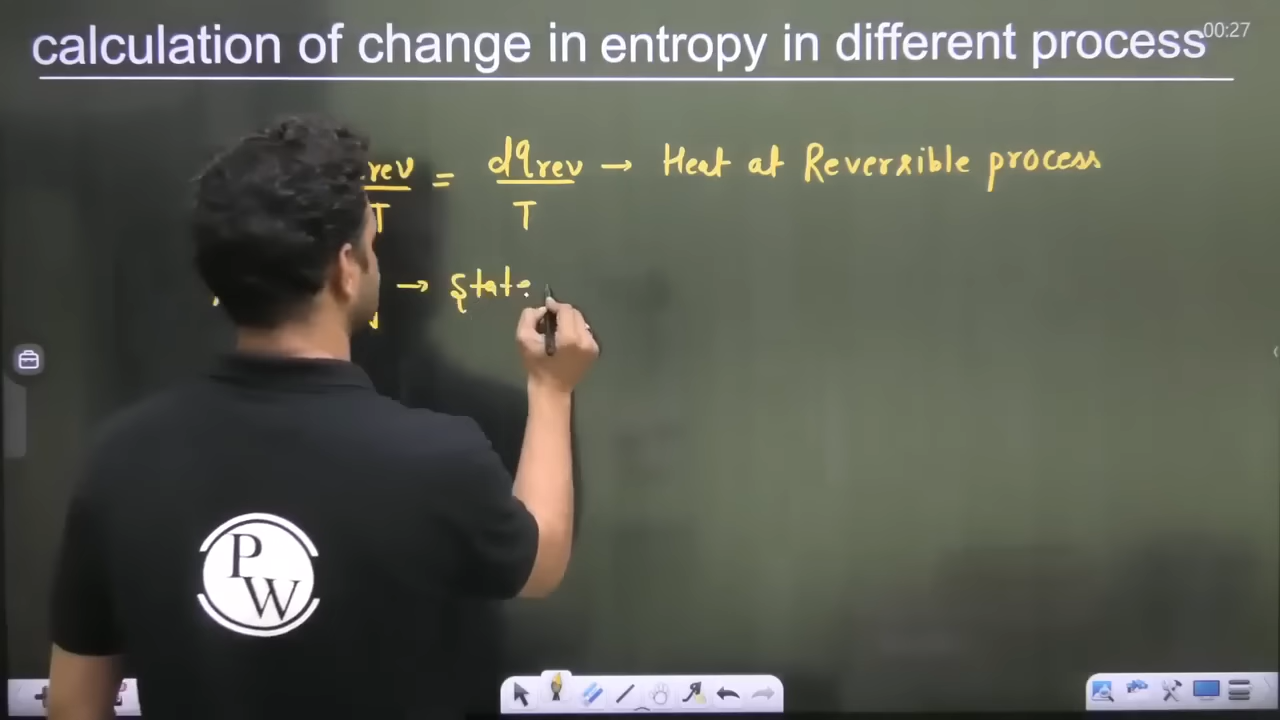 calculation of change in entropy in different process
00:27
rev/T = dqrev/T → Heat at Reversible process
→ State
PW